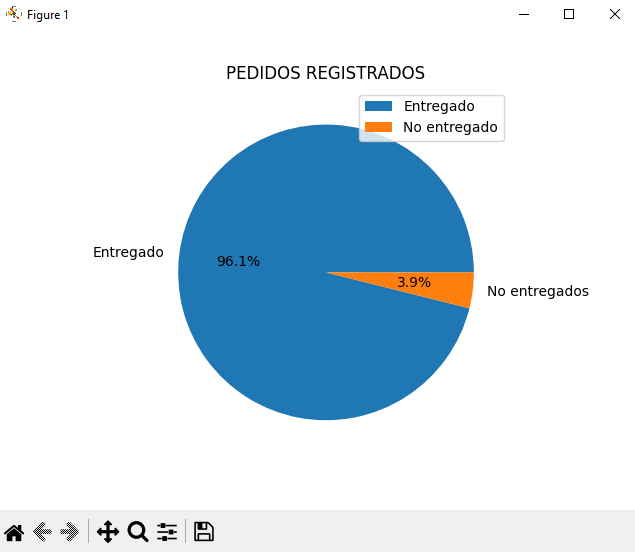 Figure 1
PEDIDOS REGISTRADOS
Entregado
No entregado
Entregado
96.1%
3.9%
No entregados